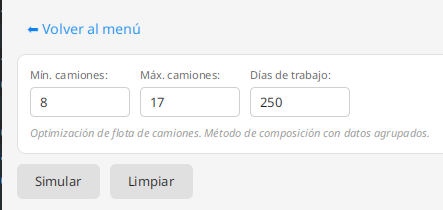 ⬅ Volver al menú
Mín. camiones: Máx. camiones: Días de trabajo:
8 17 250
Optimización de flota de camiones. Método de composición con datos agrupados.
Simular Limpiar